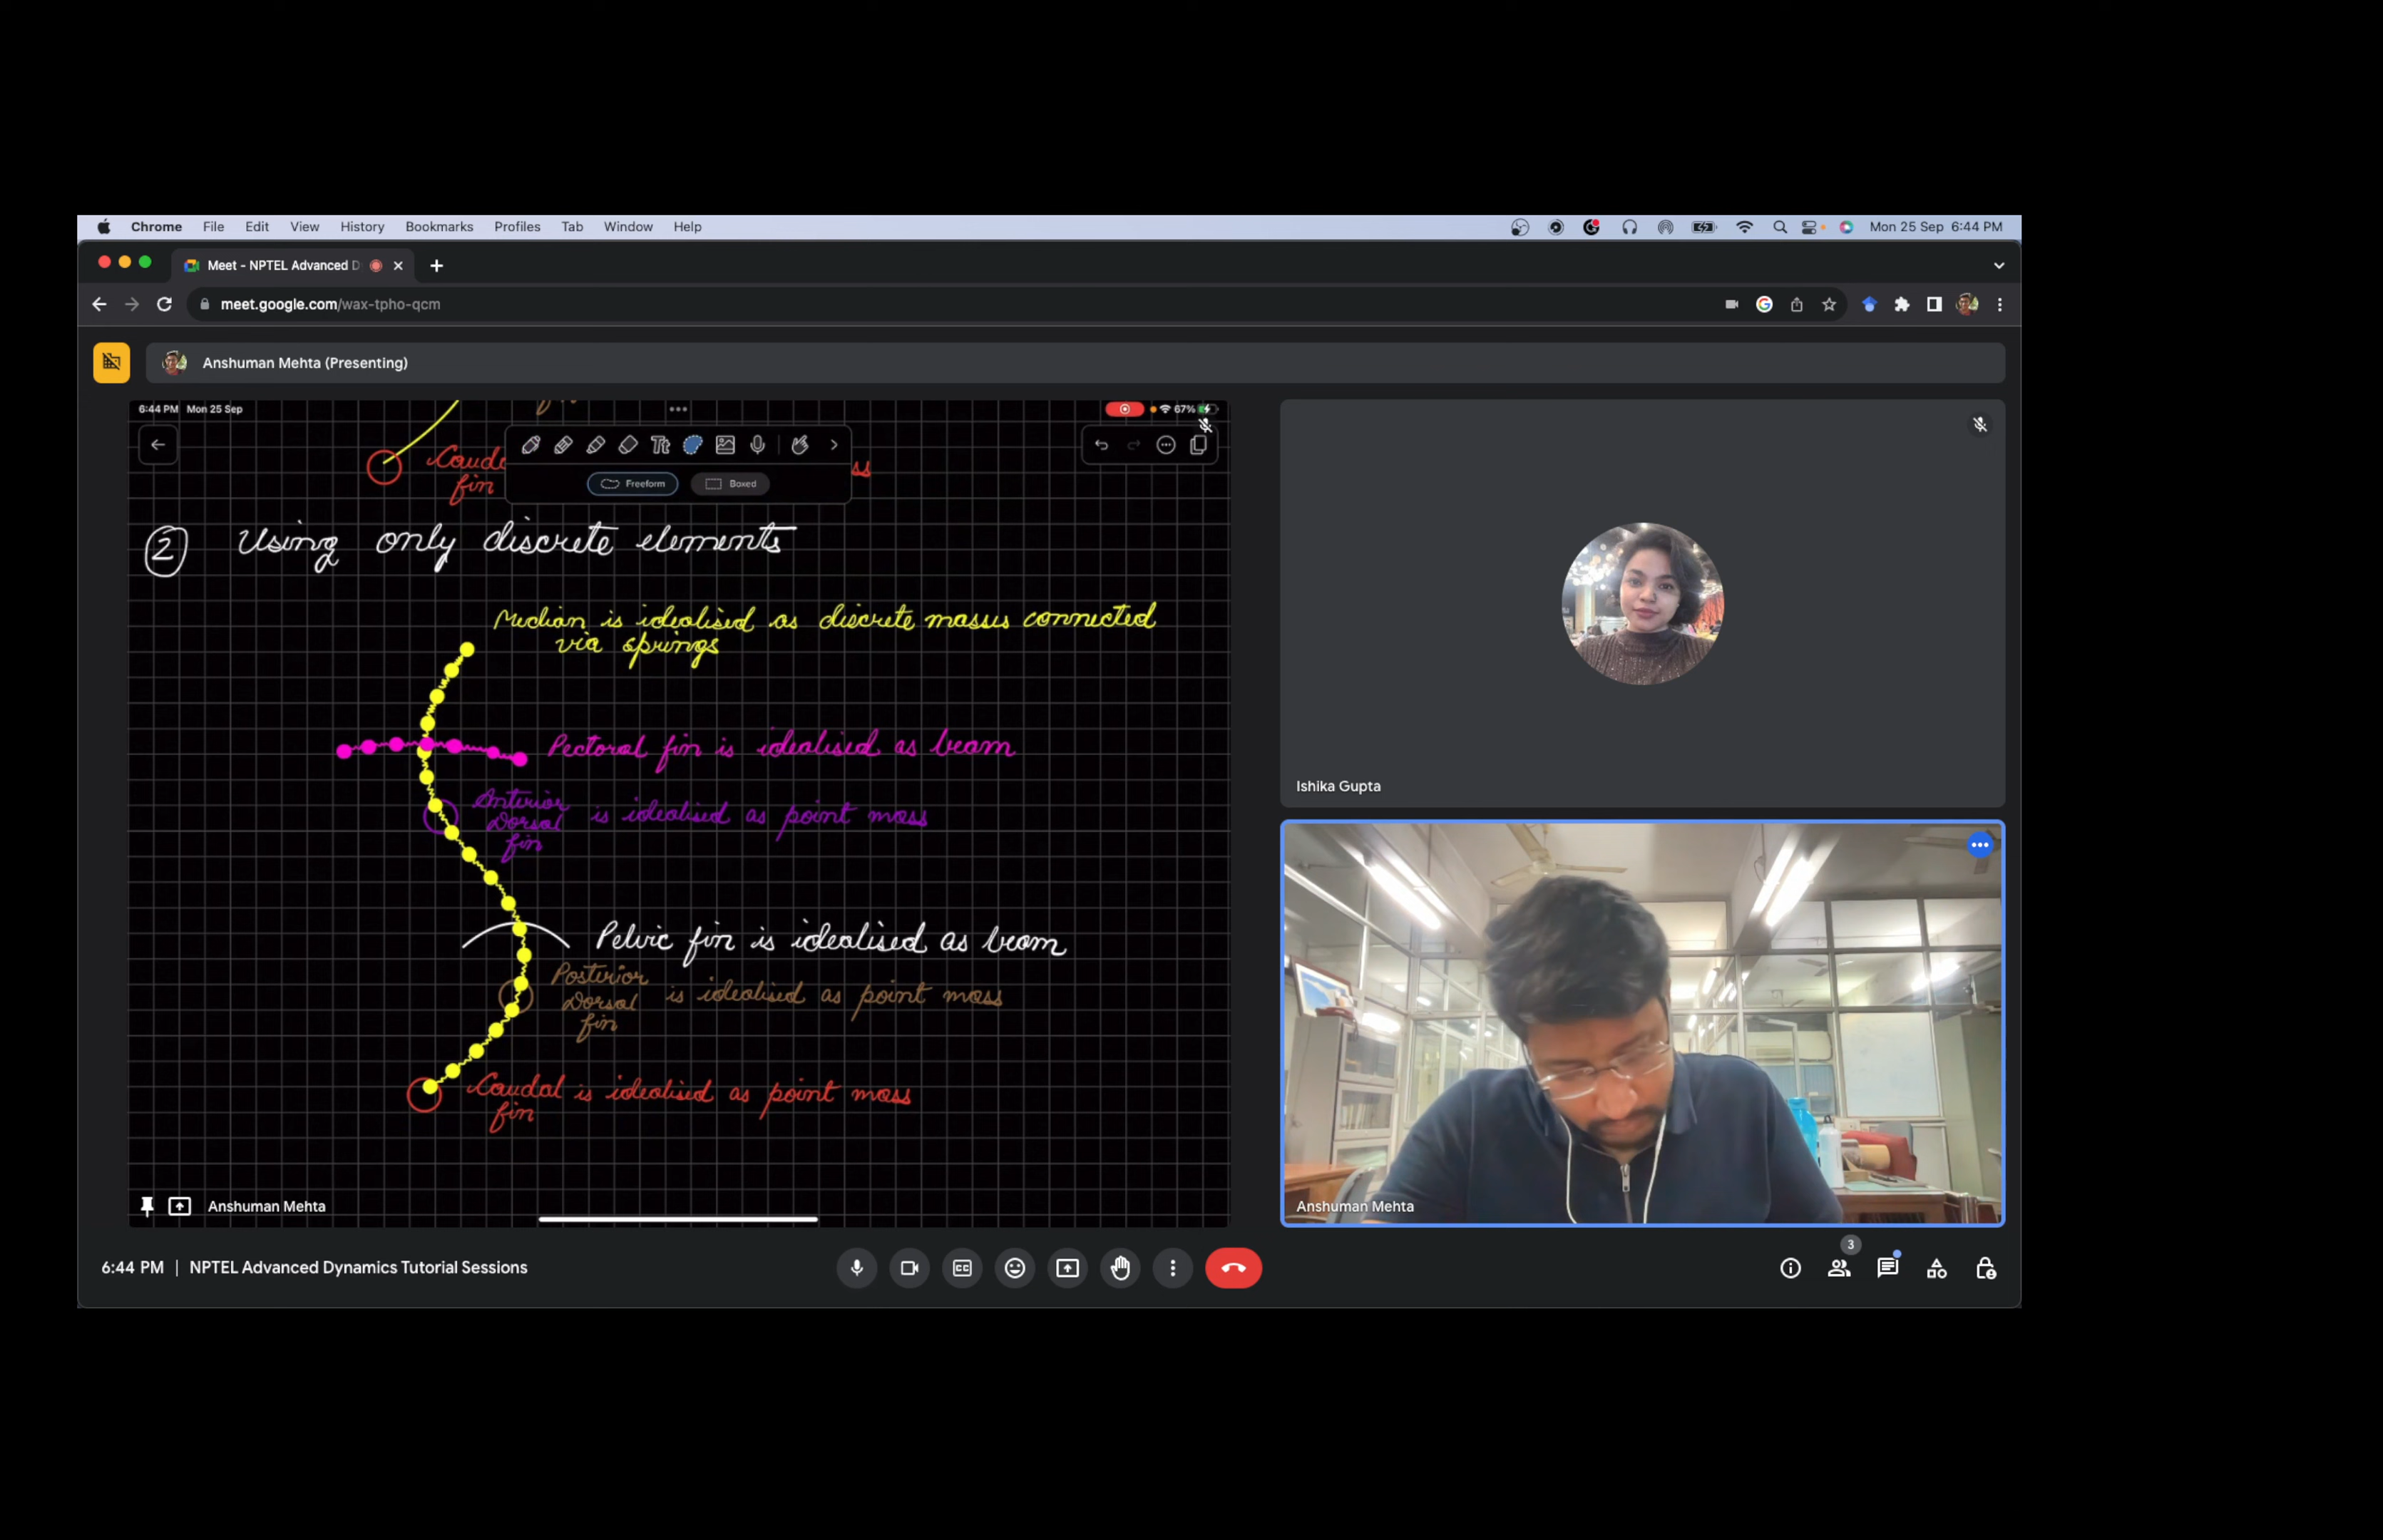 Chrome File Edit View History Bookmarks Profiles Tab Window Help Mon 25 Sep 6:44 PM
Meet - NPTEL Advanced D
meet.google.com/wax-tpho-qcm
Anshuman Mehta (Presenting)
6:44 PM Mon 25 Sep 67%
Caud
fin
ss
Freeform Boxed
2 Using only discrete elements
Median is idealised as discrete masses connected
via springs
Pectoral fin is idealised as beam
Anterior
Dorsal is idealised as point mass
fin
Pelvic fin is idealised as beam
Posterior
Dorsal is idealised as point mass
fin
Caudal is idealised as point mass
fin
Anshuman Mehta
Ishika Gupta
Anshuman Mehta
6:44 PM | NPTEL Advanced Dynamics Tutorial Sessions
CC
3